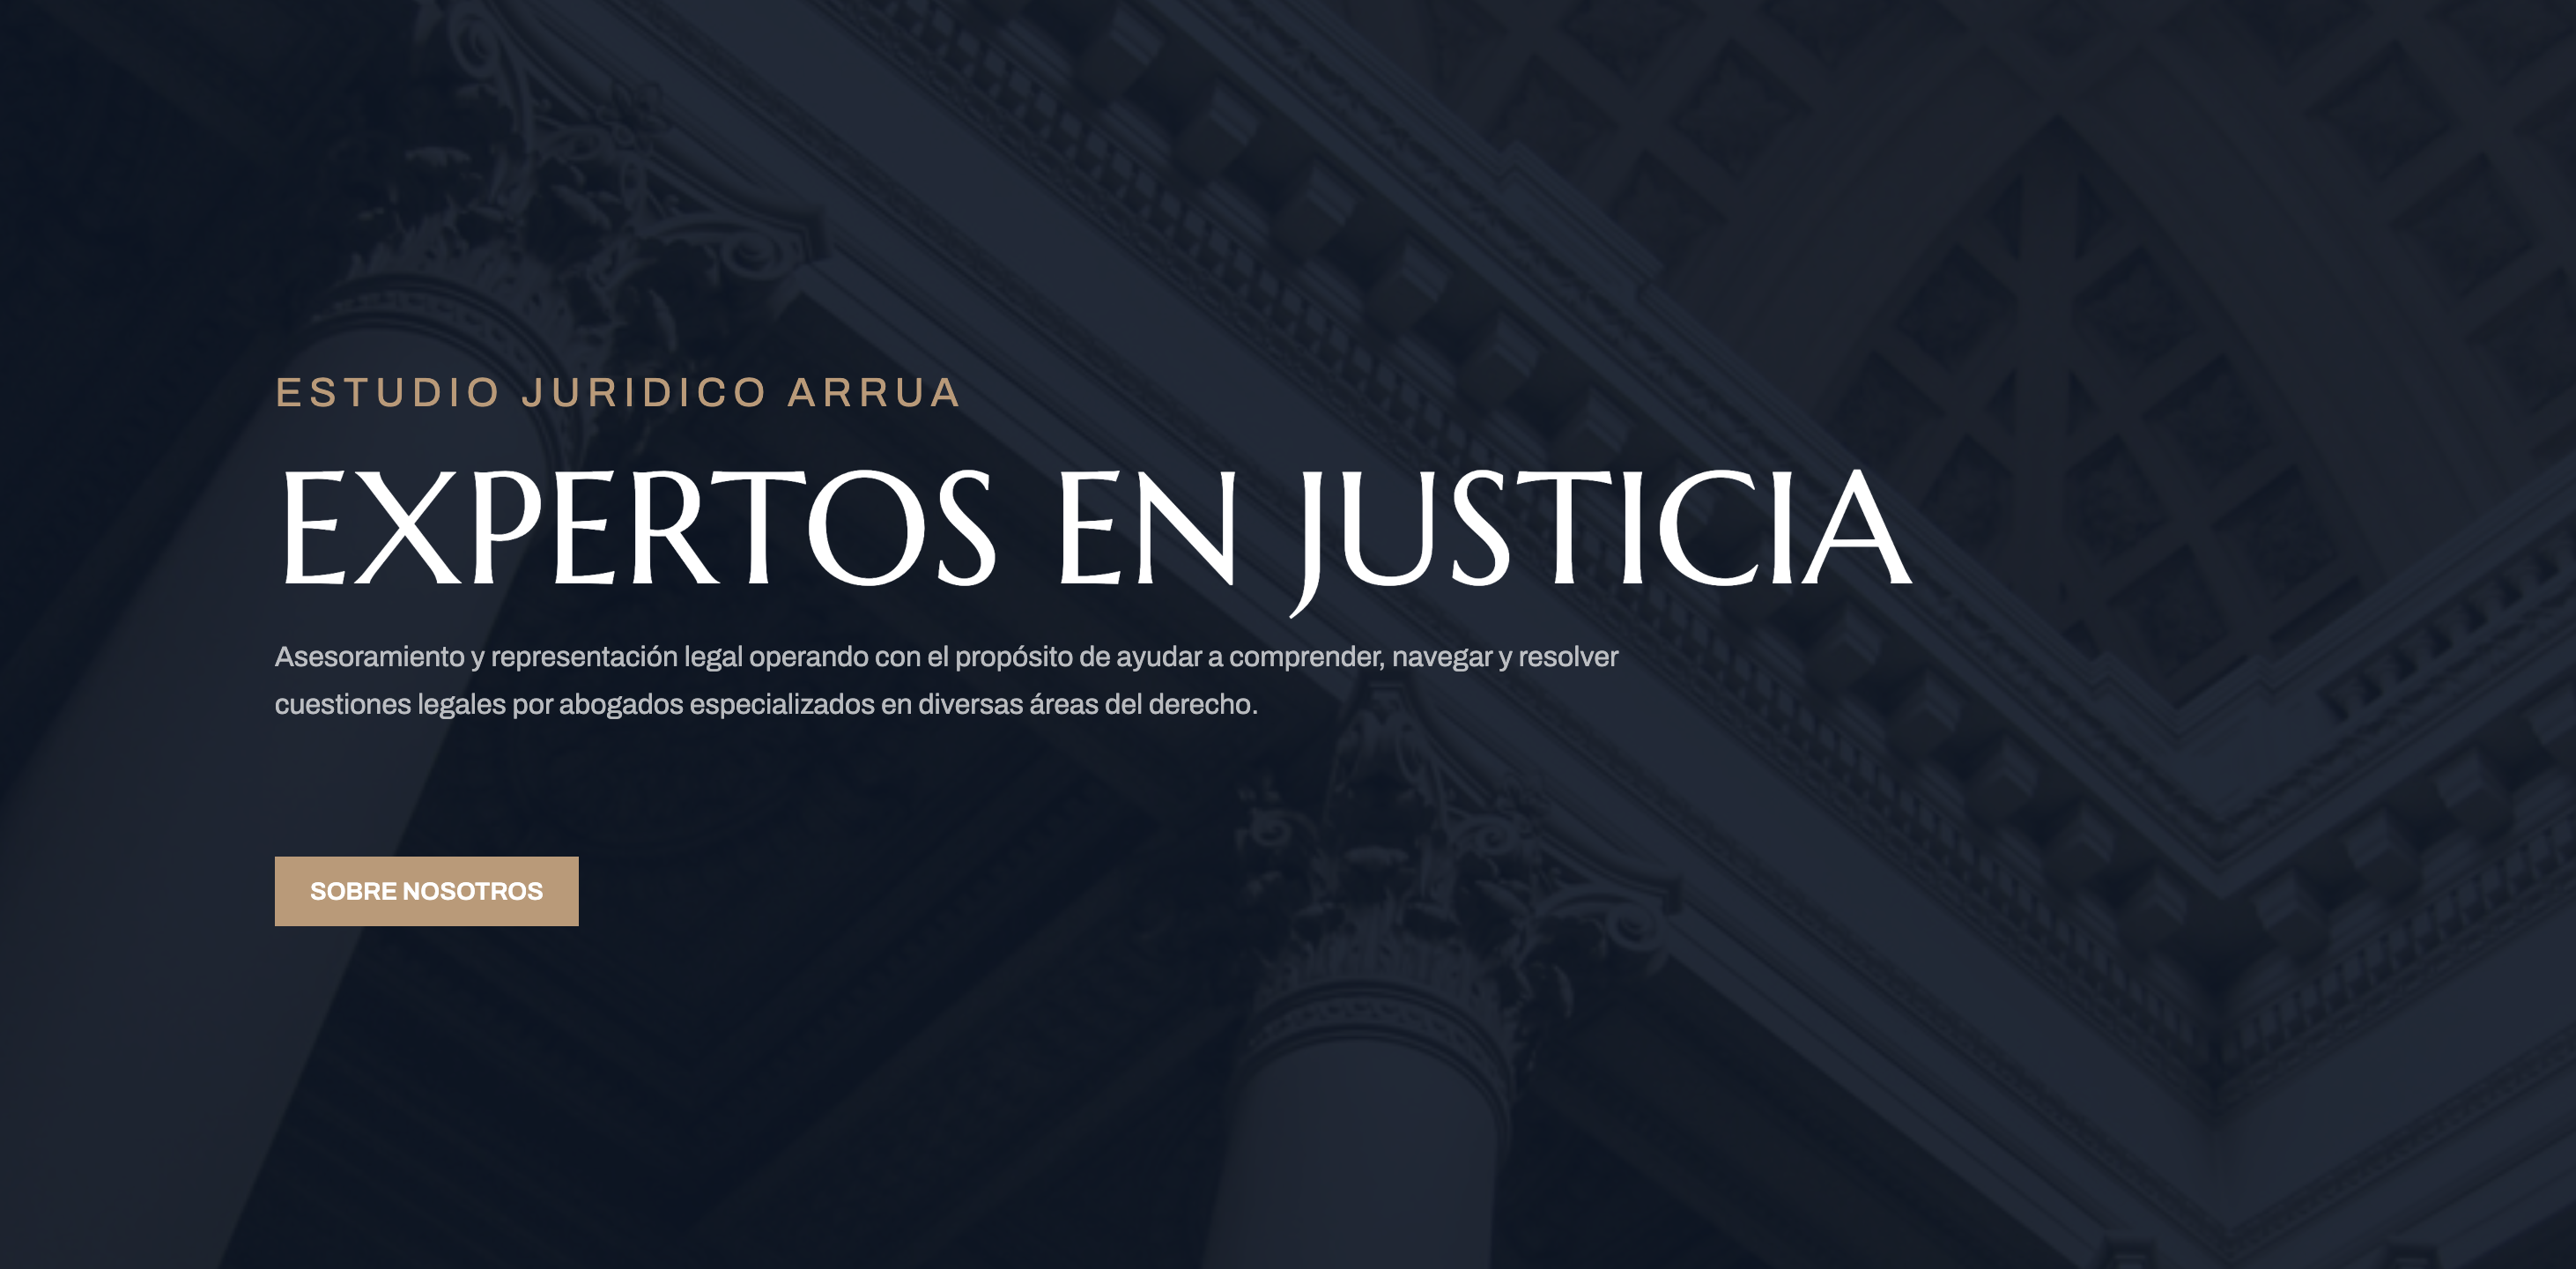 ESTUDIO JURIDICO ARRUA
EXPERTOS EN JUSTICIA
Asesoramiento y representación legal operando con el propósito de ayudar a comprender, navegar y resolver
cuestiones legales por abogados especializados en diversas áreas del derecho.
SOBRE NOSOTROS